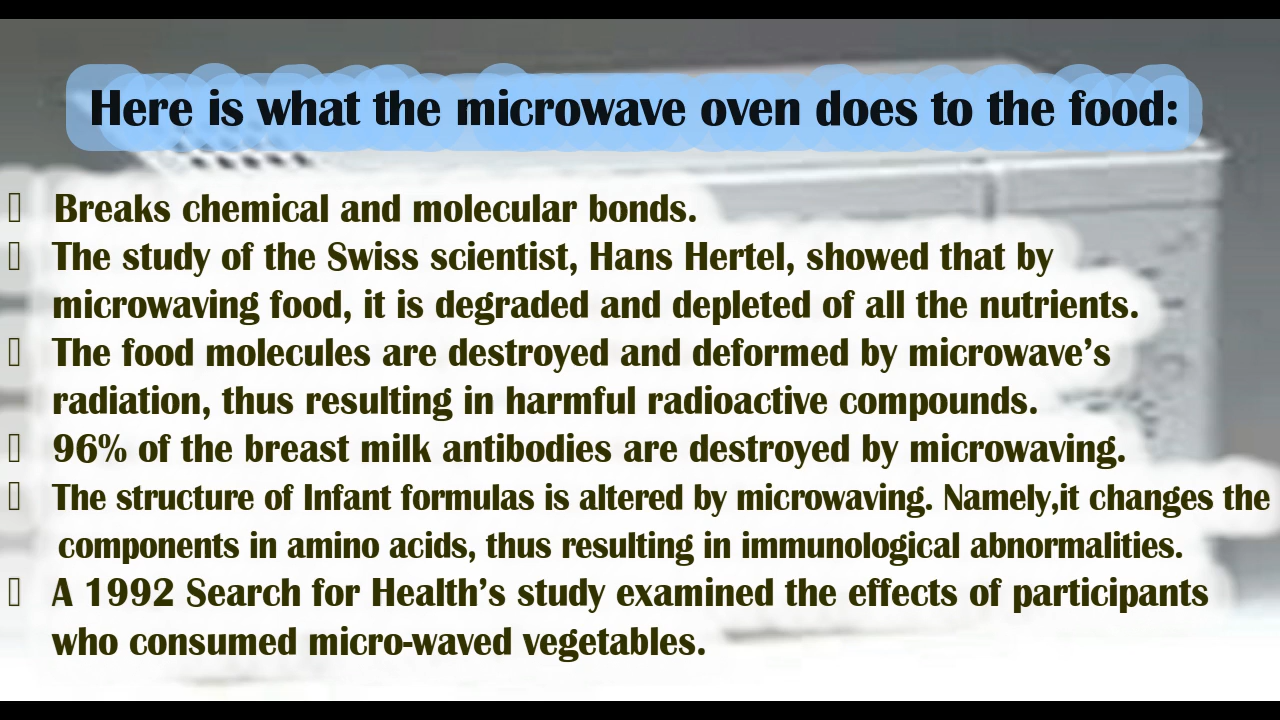 Here is what the microwave oven does to the food:
Breaks chemical and molecular bonds.
The study of the Swiss scientist, Hans Hertel, showed that by
microwaving food, it is degraded and depleted of all the nutrients.
The food molecules are destroyed and deformed by microwave’s
radiation, thus resulting in harmful radioactive compounds.
96% of the breast milk antibodies are destroyed by microwaving.
The structure of Infant formulas is altered by microwaving. Namely,it changes the
components in amino acids, thus resulting in immunological abnormalities.
A 1992 Search for Health’s study examined the effects of participants
who consumed micro-waved vegetables.